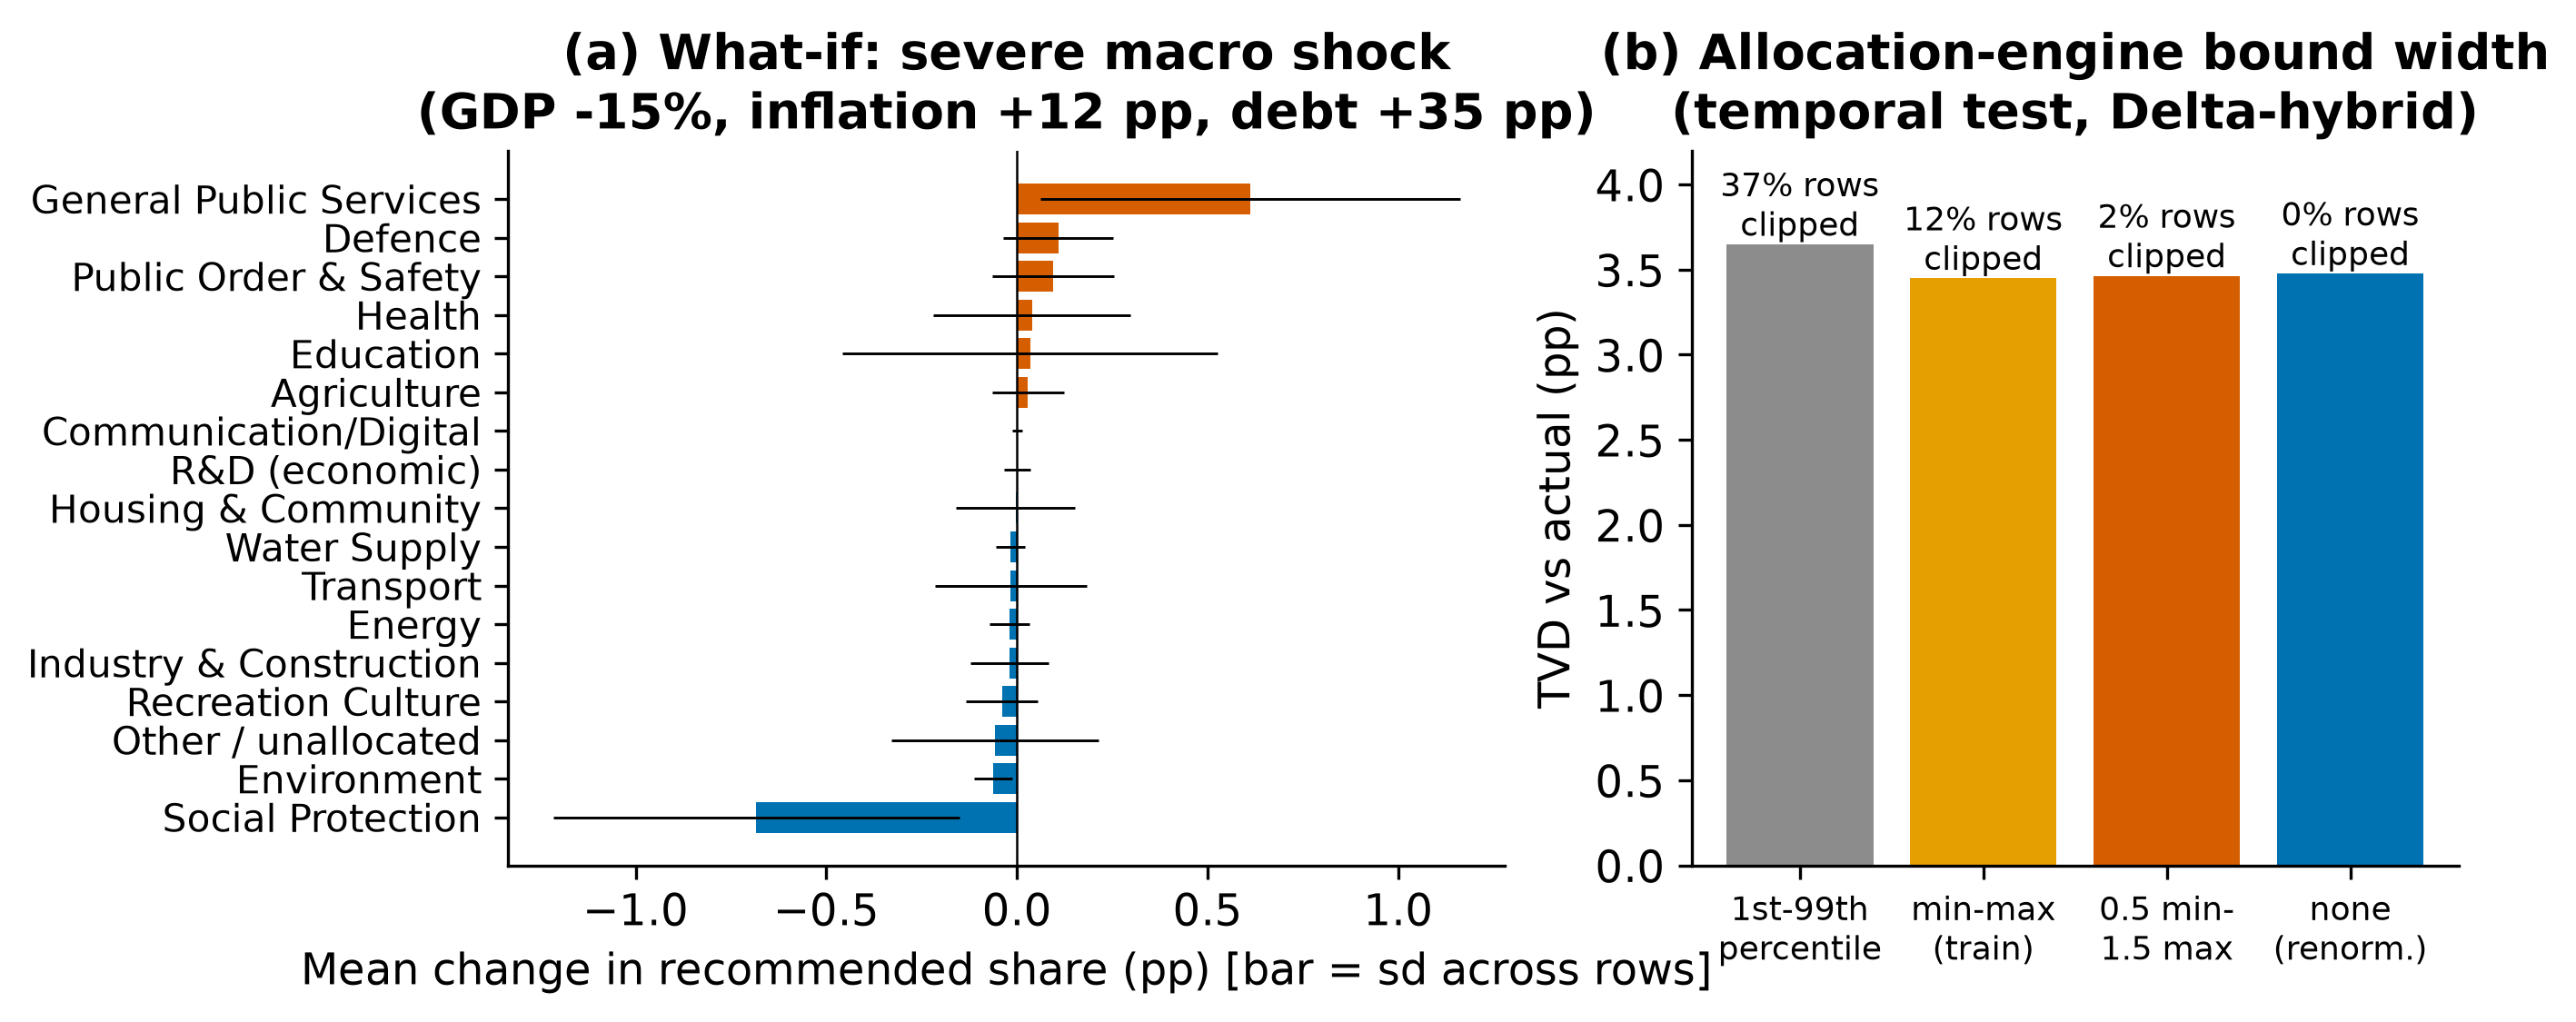 (a) What-if: severe macro shock
(GDP -15%, inflation +12 pp, debt +35 pp)
General Public Services
Defence
Public Order & Safety
Health
Education
Agriculture
Communication/Digital
R&D (economic)
Housing & Community
Water Supply
Transport
Energy
Industry & Construction
Recreation Culture
Other / unallocated
Environment
Social Protection
−1.0
−0.5
0.0
0.5
1.0
Mean change in recommended share (pp) [bar = sd across rows]
(b) Allocation-engine bound width
(temporal test, Delta-hybrid)
TVD vs actual (pp)
4.0
3.5
3.0
2.5
2.0
1.5
1.0
0.5
0.0
37% rows
clipped
12% rows
clipped
2% rows
clipped
0% rows
clipped
1st-99th
percentile
min-max
(train)
0.5 min-
1.5 max
none
(renorm.)